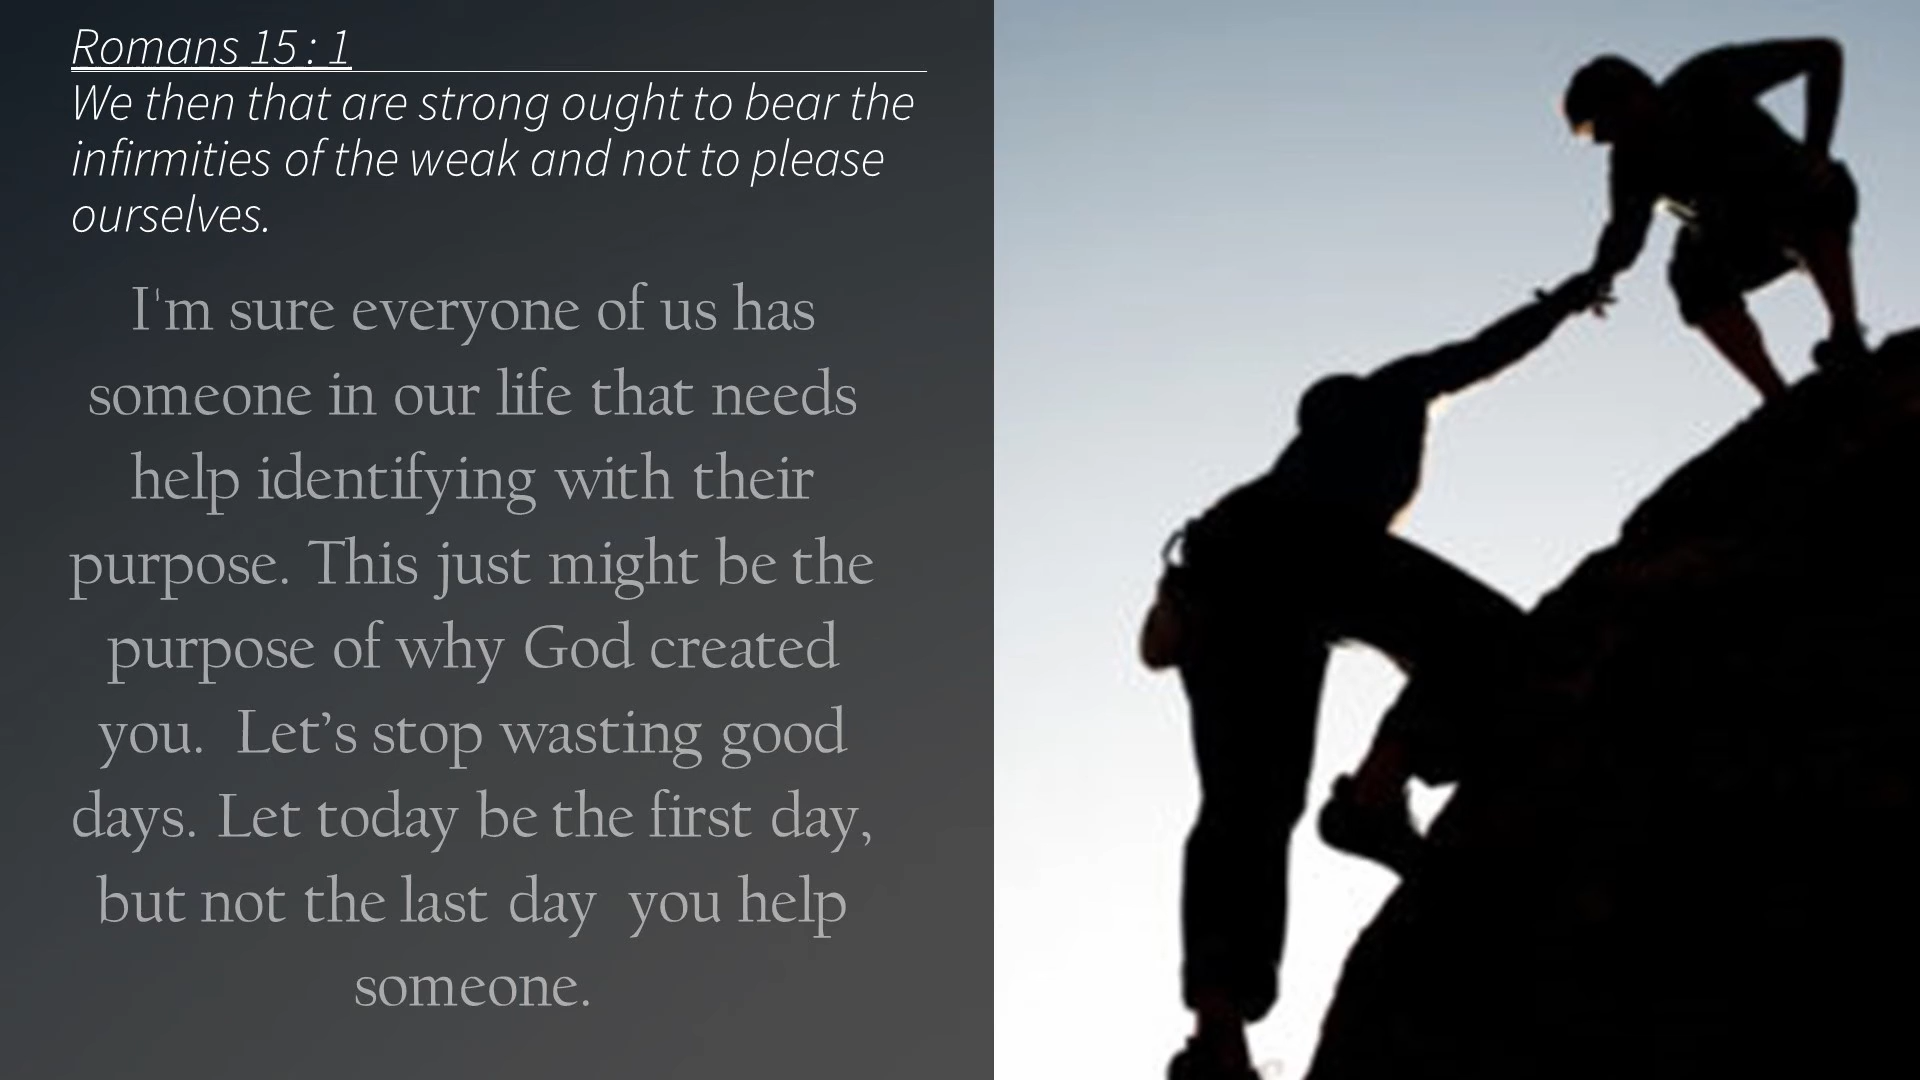 Romans 15 : 1
We then that are strong ought to bear the
infirmities of the weak and not to please
ourselves.
I'm sure everyone of us has
someone in our life that needs
help identifying with their
purpose. This just might be the
purpose of why God created
you.  Let’s stop wasting good
days. Let today be the first day,
but not the last day  you help
someone.